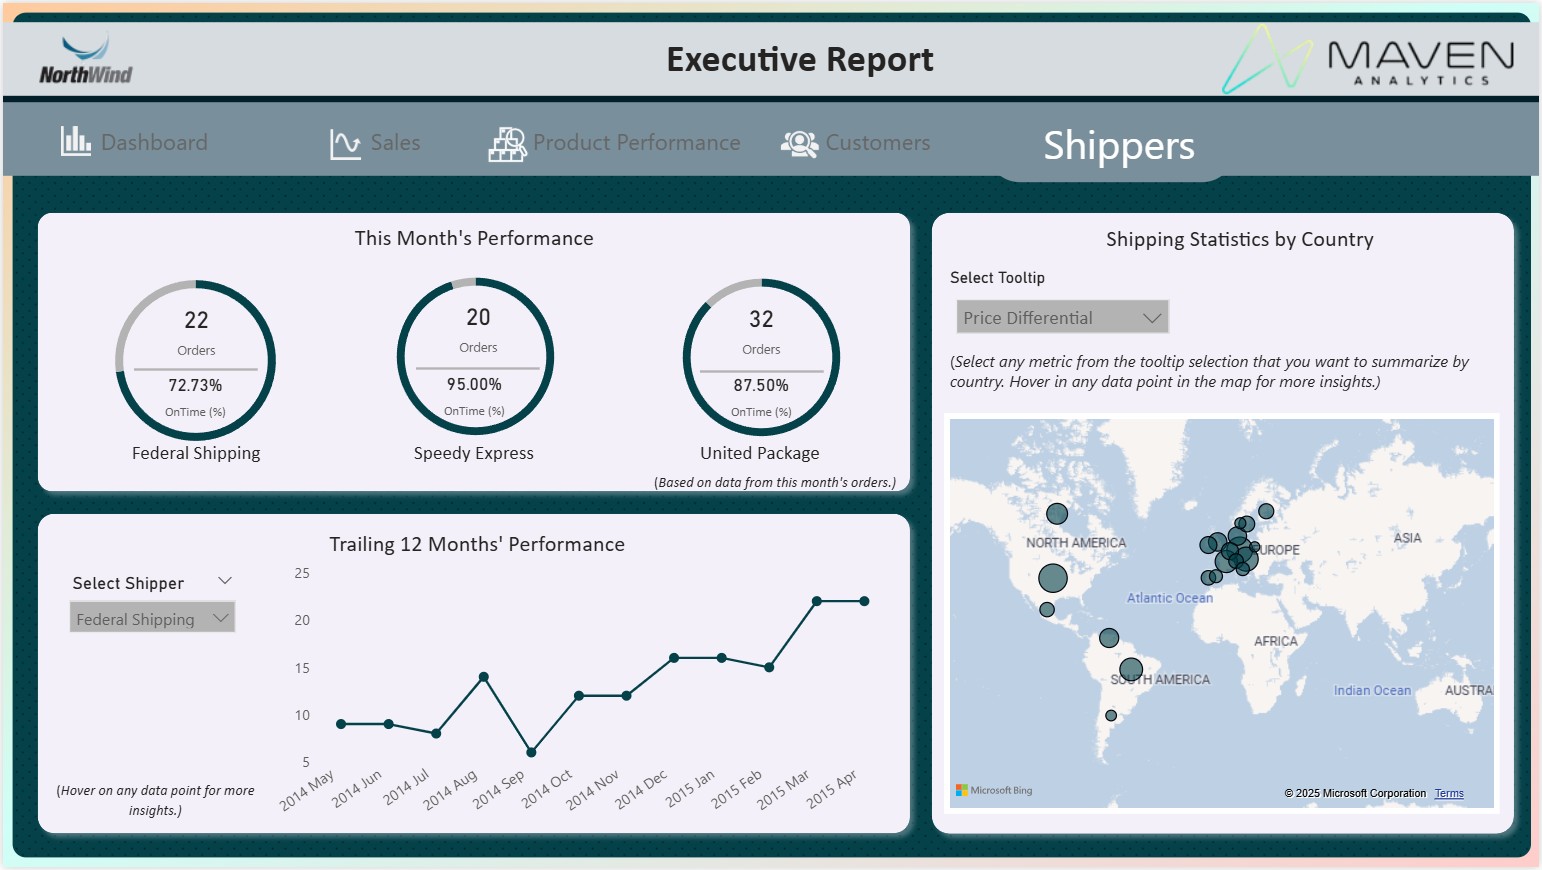 NorthWind
Executive Report
MAVEN
ANALYTICS
Dashboard
Sales
Product Performance
Customers
Shippers
This Month's Performance
22
Orders
72.73%
OnTime (%)
Federal Shipping
20
Orders
95.00%
OnTime (%)
Speedy Express
32
Orders
87.50%
OnTime (%)
United Package
(Based on data from this month's orders.)
Trailing 12 Months' Performance
Select Shipper
Federal Shipping
(Hover on any data point for more
insights.)
25
20
15
10
5
2014 May
2014 Jun
2014 Jul
2014 Aug
2014 Sep
2014 Oct
2014 Nov
2014 Dec
2015 Jan
2015 Feb
2015 Mar
2015 Apr
Shipping Statistics by Country
Select Tooltip
Price Differential
(Select any metric from the tooltip selection that you want to summarize by
country. Hover in any data point in the map for more insights.)
NORTH AMERICA
UROPE
ASIA
Atlantic Ocean
AFRICA
SOUTH AMERICA
Indian Ocean
AUSTRA
Microsoft Bing
© 2025 Microsoft Corporation Terms